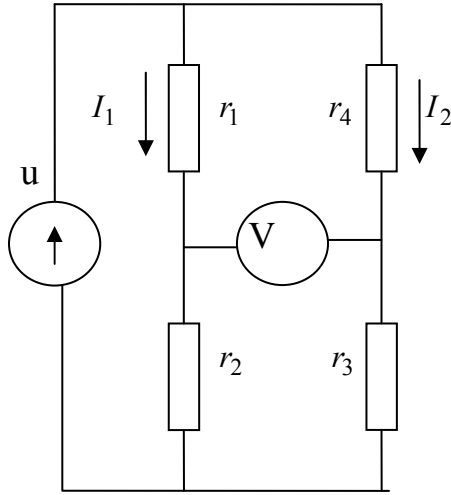 I₁ r₁ r₄ I₂
u
V
r₂ r₃